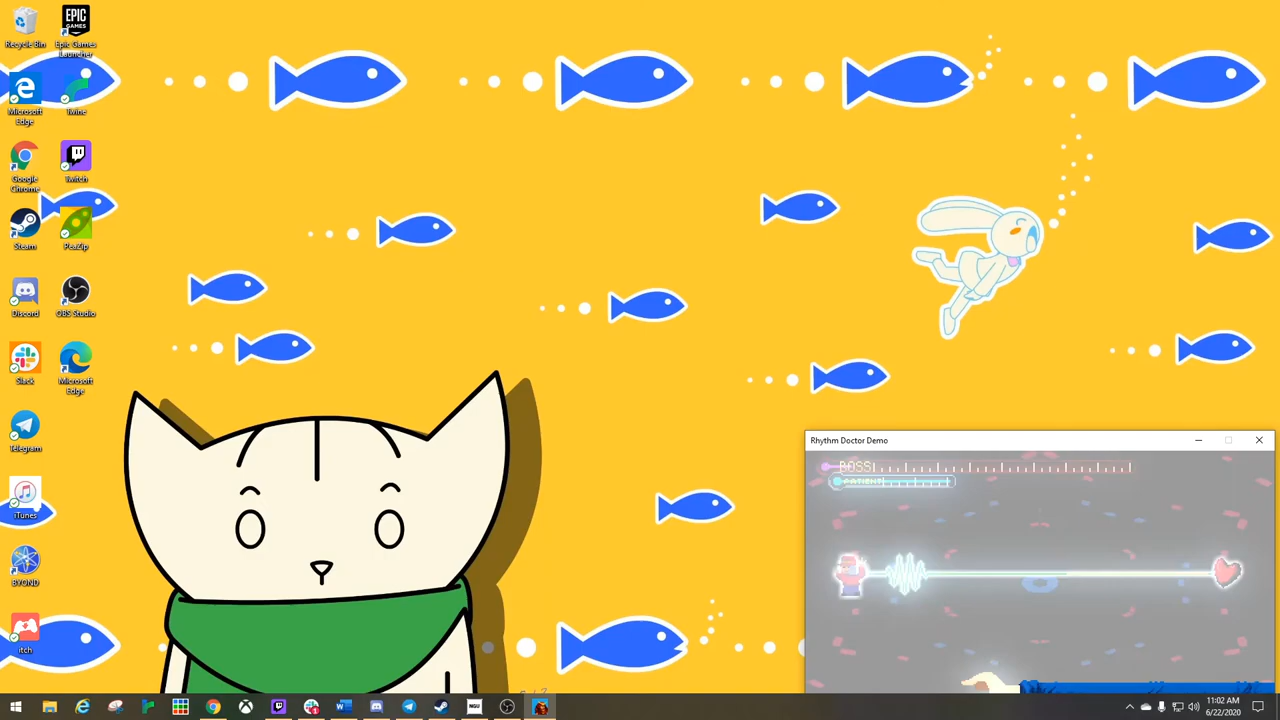 Recycle Bin
EPIC
GAMES
Epic Games
Launcher
Microsoft
Edge
Twine
Google
Chrome
Twitch
Steam
PeaZip
Discord
OBS Studio
Slack
Microsoft
Edge
Telegram
iTunes
BYOND
itch
Rhythm Doctor Demo
BOSS
PATIENT
NGU
11:02 AM
6/22/2020